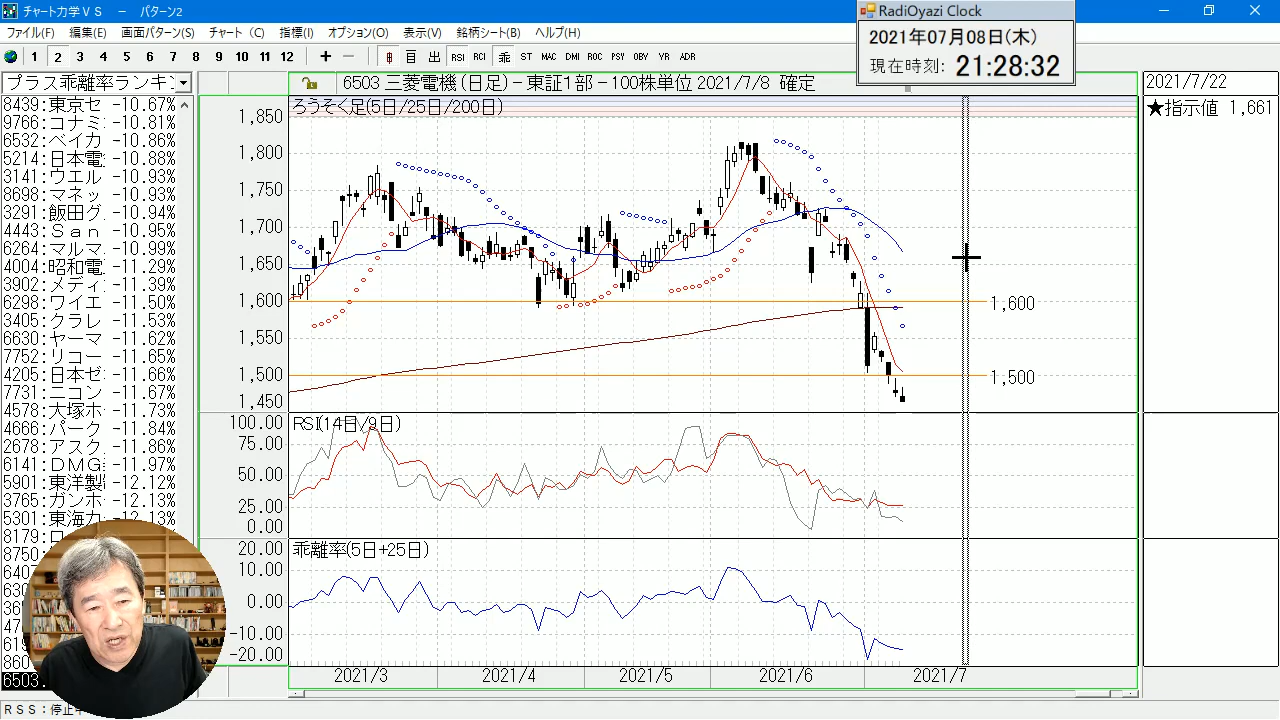 チャート力学ＶＳ － パターン2
RadiOyazi Clock
ファイル(F) 編集(E) 画面パターン(S) チャート (C) 指標(I) オプション(O) 表示(V) 銘柄シート(B) ヘルプ(H)
2021年07月08日(木)
現在時刻: 21:28:32
1 2 3 4 5 6 7 8 9 10 11 12 + － 日 目 出 RSI RCI 乖 ST MAC DMI ROC PSY OBV VR ADR
プラス乖離率ランキン
6503 三菱電機 (日足)－東証1部－100株単位 2021/7/8 確定
2021/7/22
★指示値 1,661
ろうそく足(5日/25日/200日)
8439:東京セ -10.67%
9766:コナミ -10.81%
6532:ベイカ -10.86%
5214:日本電 -10.88%
3141:ウエル -10.93%
8698:マネッ -10.93%
3291:飯田グ -10.94%
4443:Ｓａｎ -10.95%
6264:マルマ -10.99%
4004:昭和電 -11.29%
3902:メディ -11.39%
6298:ワイエ -11.50%
3405:クラレ -11.53%
6630:ヤーマ -11.62%
7752:リコー -11.65%
4205:日本ゼ -11.66%
7731:ニコン -11.67%
4578:大塚ホ -11.73%
4666:パーク -11.84%
2678:アスク -11.86%
6141:ＤＭＧ -11.97%
5901:東洋製 -12.12%
3765:ガンホ -12.13%
5301:東海カ -12.13%
8179:ロ
8750
6503:
1,850
1,800
1,750
1,700
1,650
1,600
1,550
1,500
1,450
1,600
1,500
RSI(14日/9日)
100.00
75.00
50.00
25.00
0.00
乖離率(5日+25日)
20.00
10.00
0.00
-10.00
-20.00
2021/3 2021/4 2021/5 2021/6 2021/7
ＲＳＳ:停止